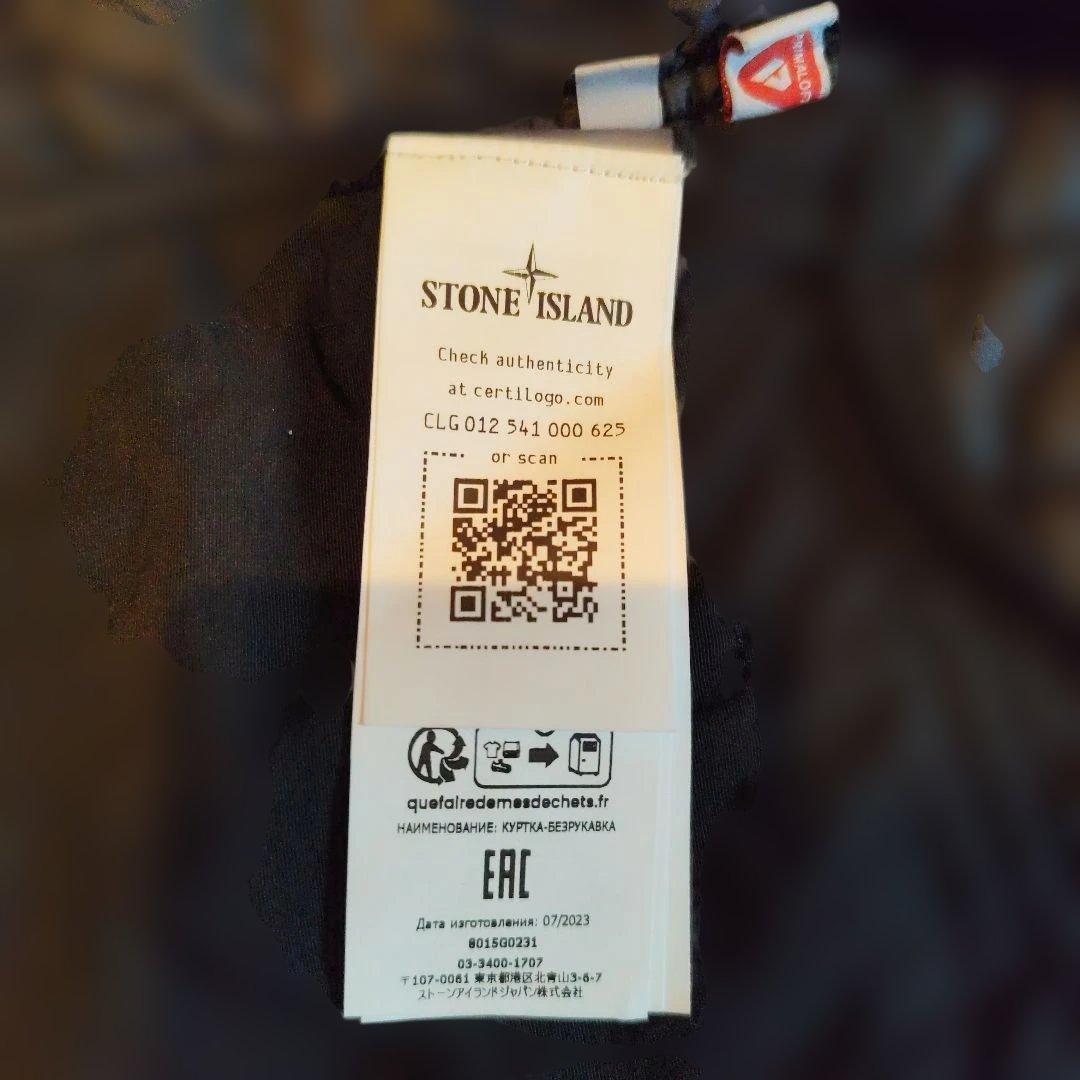 PRIMALOF
STONE ISLAND
Check authenticity
at certilogo.com
CLG 012 541 000 625
or scan
quefairedemesdechets.fr
НАИМЕНОВАНИЕ: КУРТКА-БЕЗРУКАВКА
EAC
Дата изготовления: 07/2023
8015G0231
03-3400-1707
〒107-0061 東京都港区北青山3-6-7
ストーンアイランドジャパン株式会社